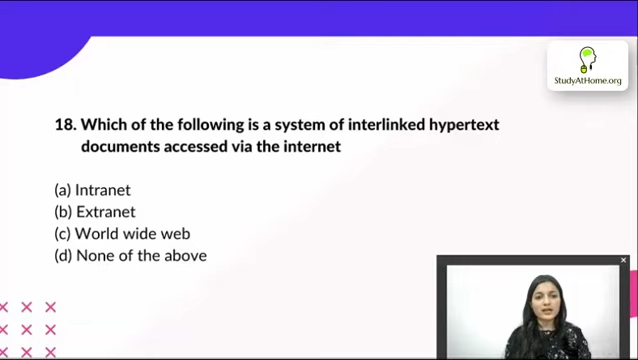 StudyAtHome.org
18. Which of the following is a system of interlinked hypertext
documents accessed via the internet
(a) Intranet
(b) Extranet
(c) World wide web
(d) None of the above